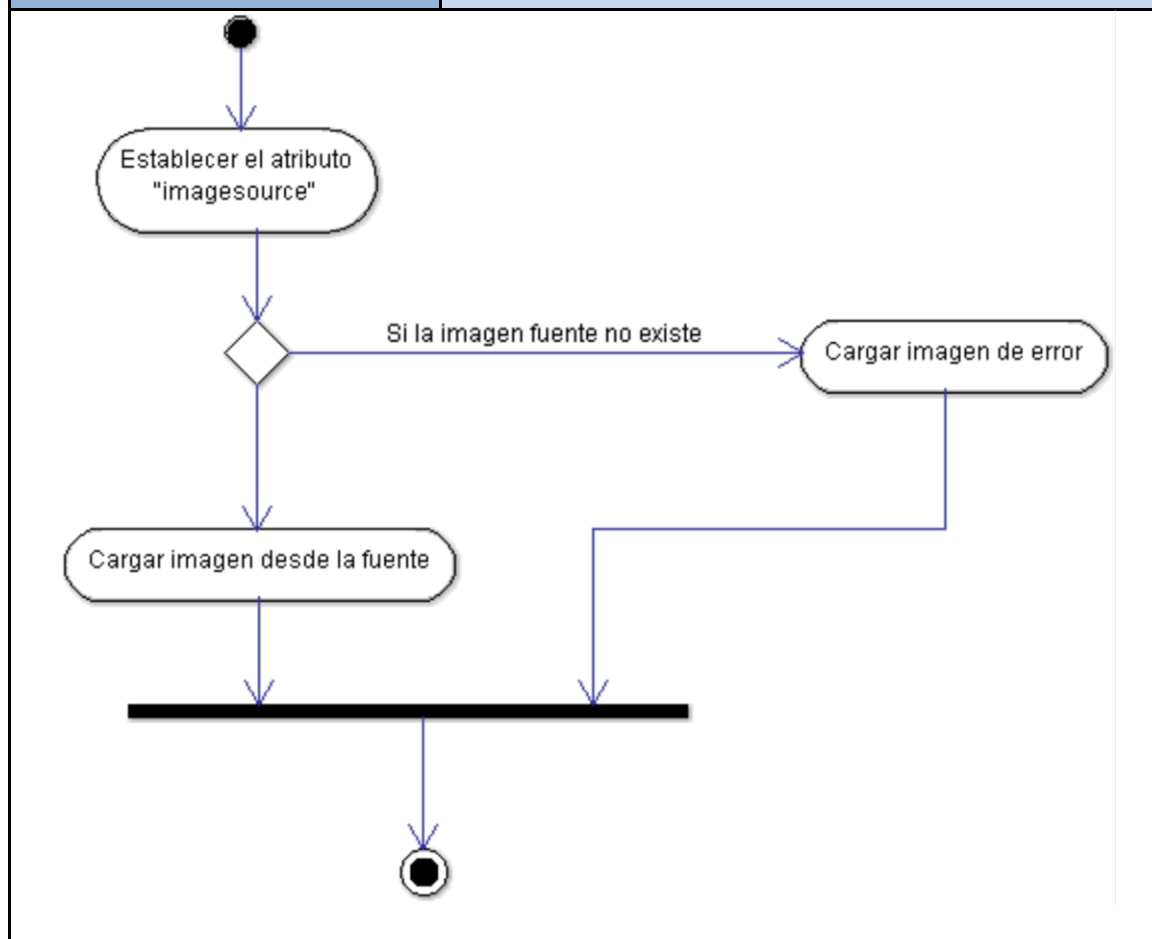 Establecer el atributo
"imagesource"
Si la imagen fuente no existe
Cargar imagen de error
Cargar imagen desde la fuente